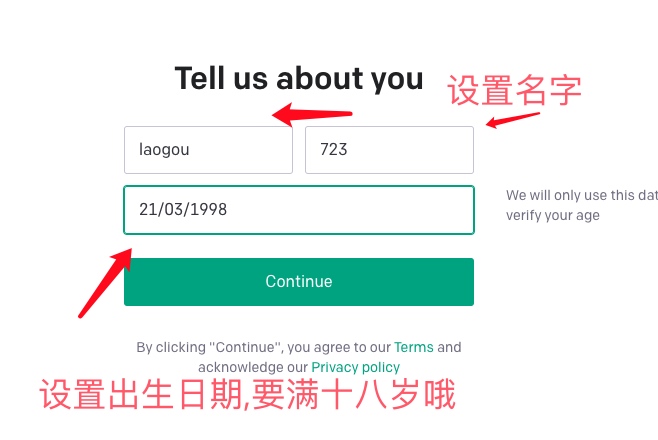 Tell us about you
设置名字
laogou
723
21/03/1998
We will only use this dat
verify your age
Continue
By clicking "Continue", you agree to our Terms and
acknowledge our Privacy policy
设置出生日期,要满十八岁哦